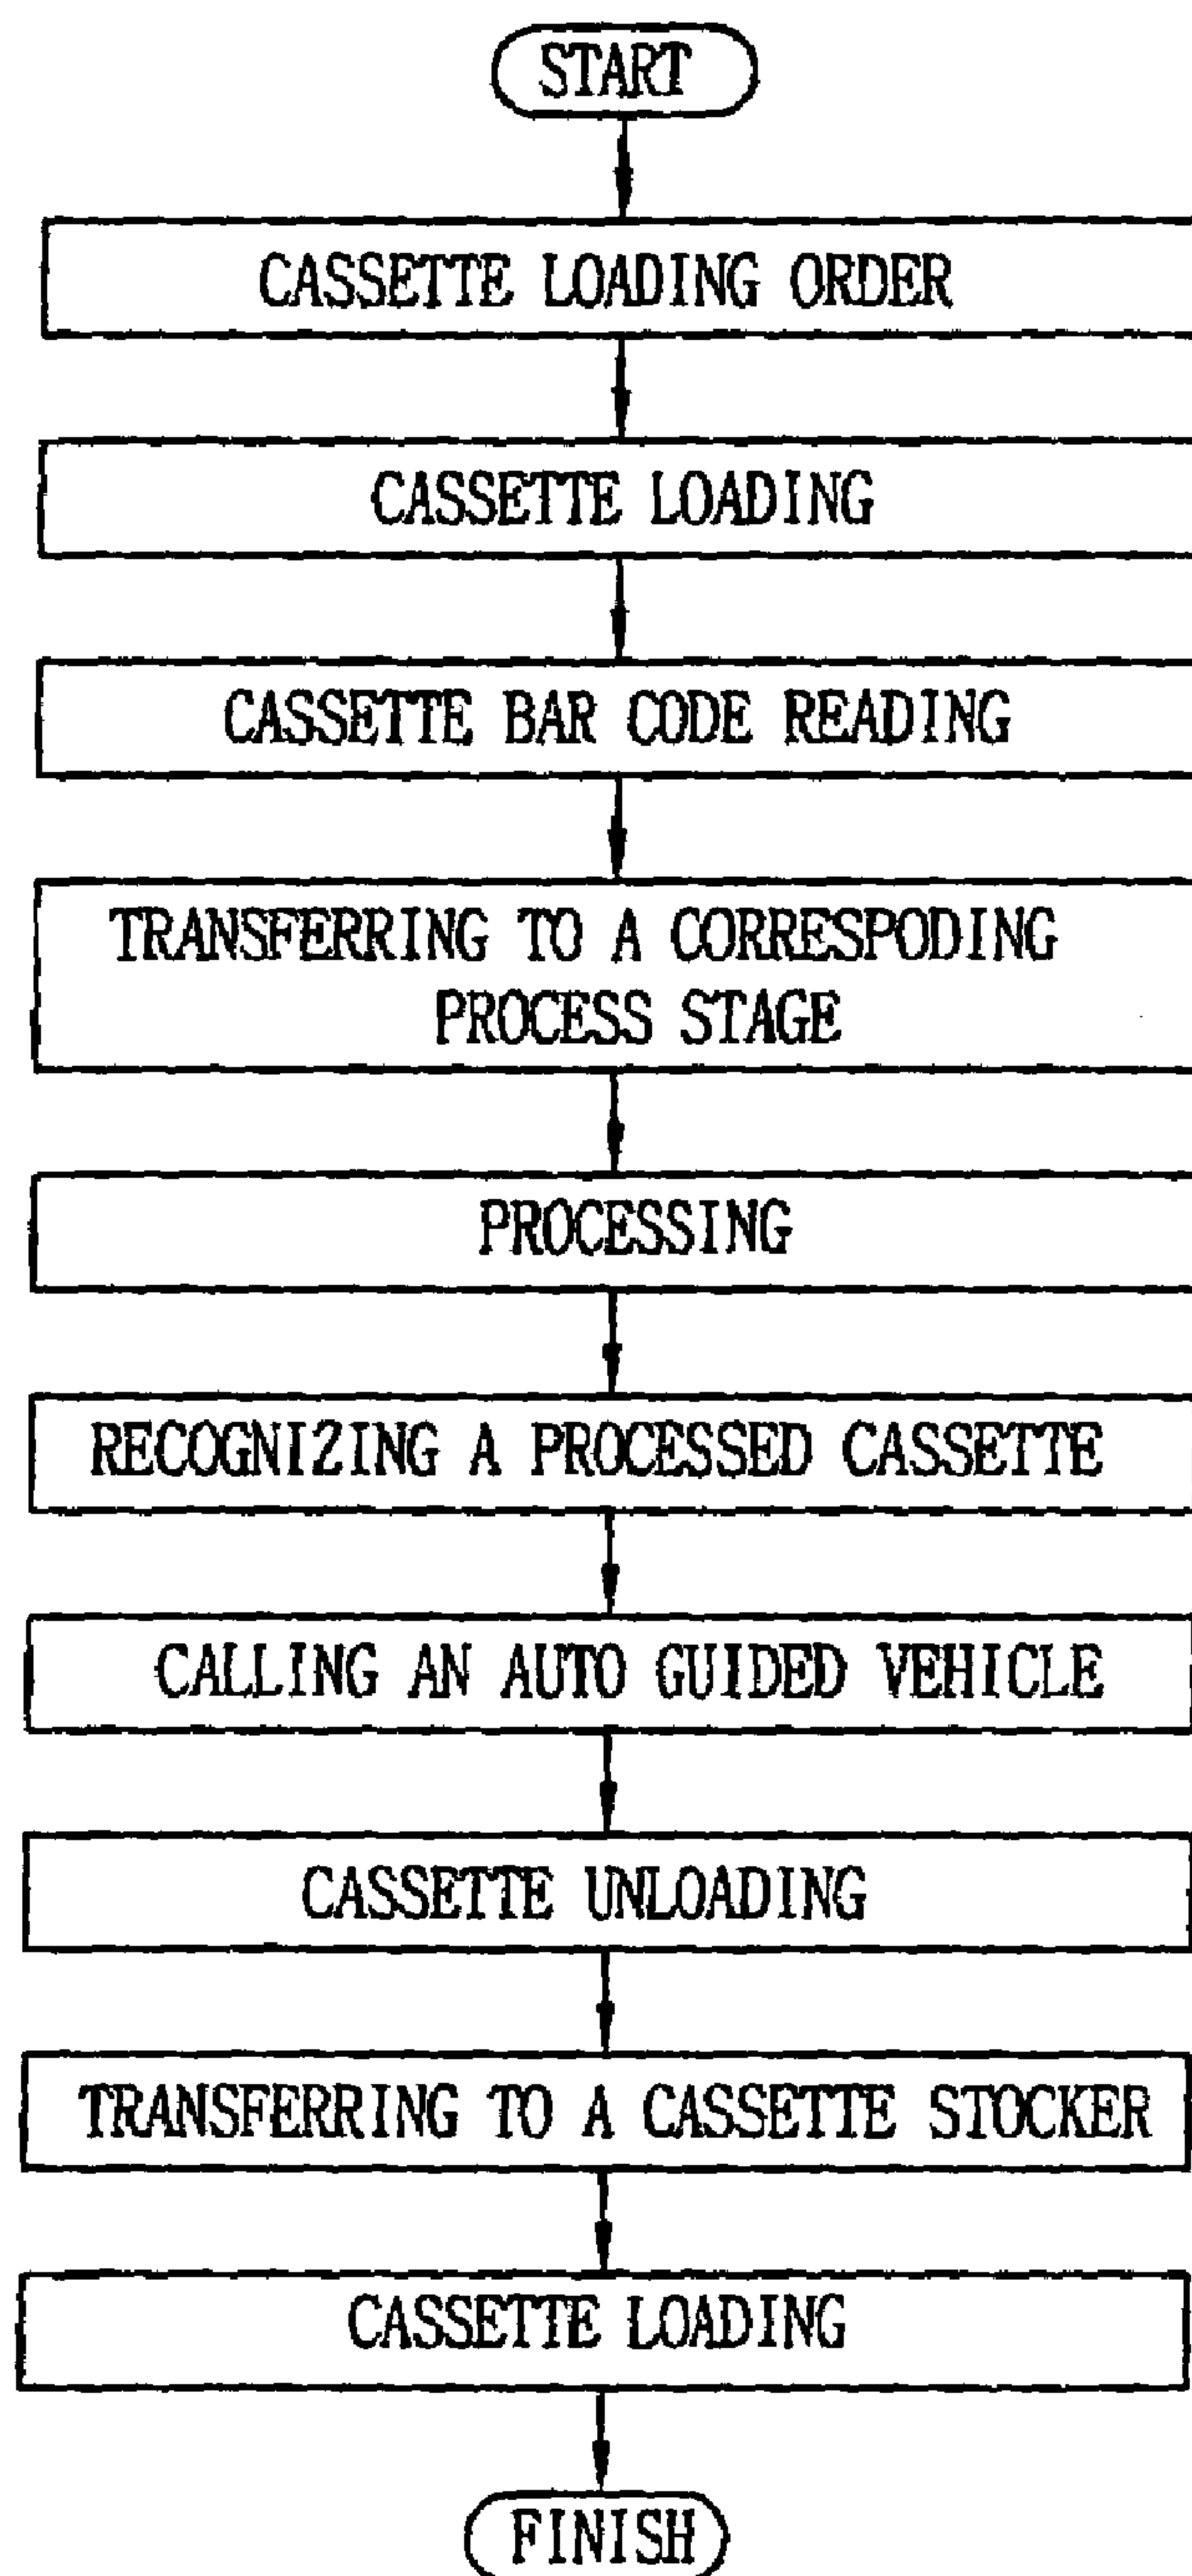 START
CASSETTE LOADING ORDER
CASSETTE LOADING
CASSETTE BAR CODE READING
TRANSFERRING TO A CORRESPODING
PROCESS STAGE
PROCESSING
RECOGNIZING A PROCESSED CASSETTE
CALLING AN AUTO GUIDED VEHICLE
CASSETTE UNLOADING
TRANSFERRING TO A CASSETTE STOCKER
CASSETTE LOADING
FINISH